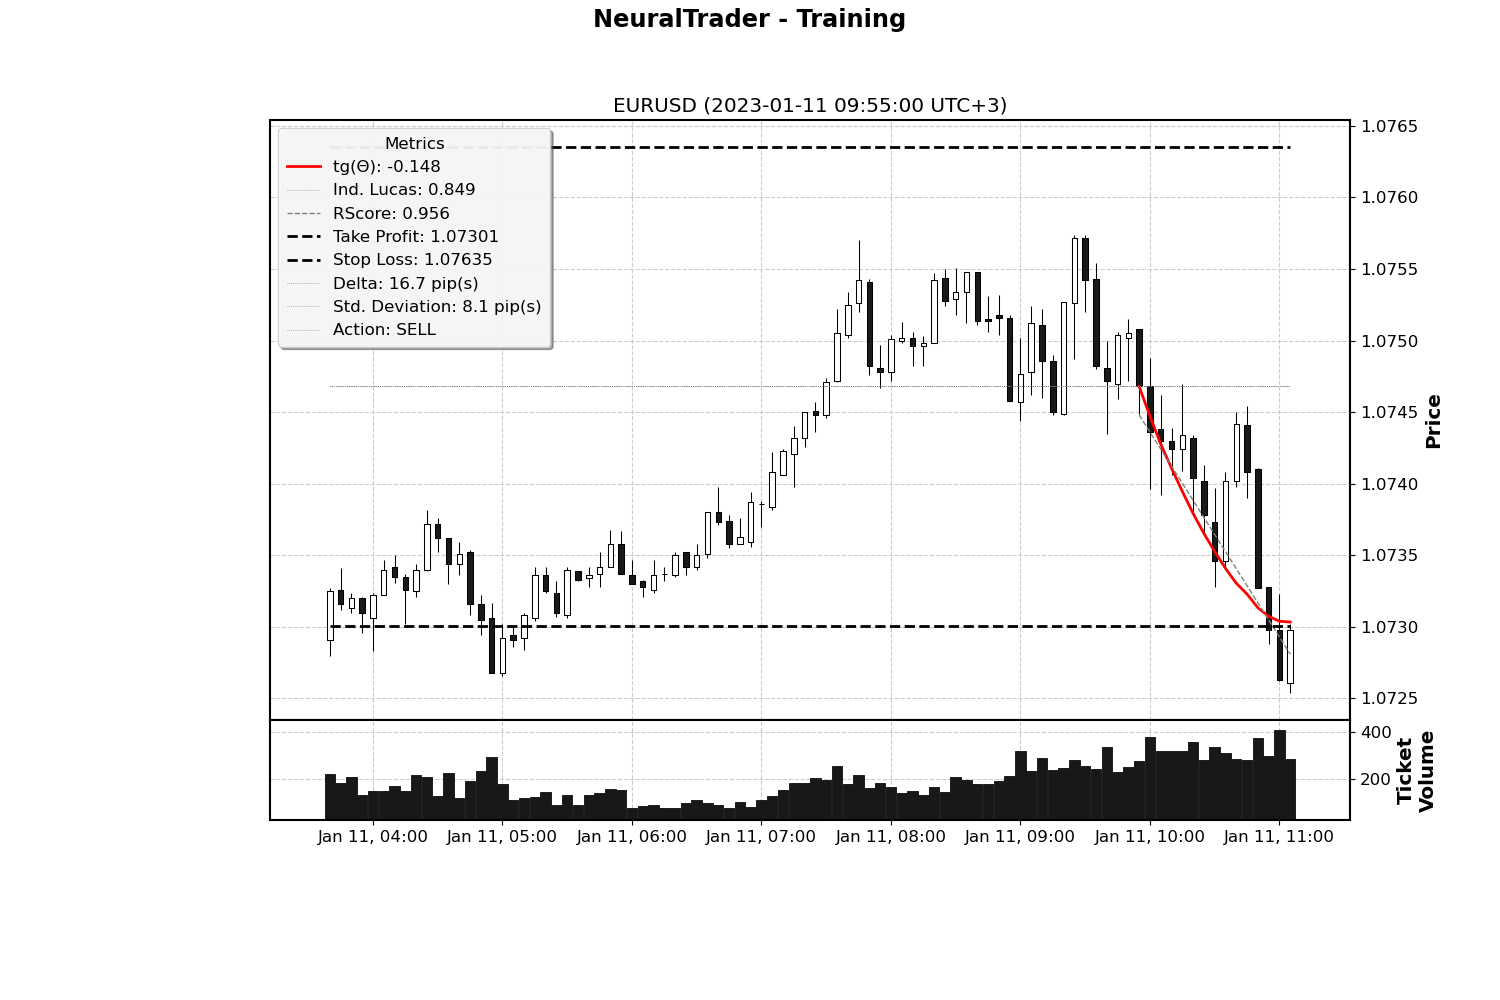 NeuralTrader - Training
EURUSD (2023-01-11 09:55:00 UTC+3)
Metrics
tg(Θ): -0.148
Ind. Lucas: 0.849
RScore: 0.956
Take Profit: 1.07301
Stop Loss: 1.07635
Delta: 16.7 pip(s)
Std. Deviation: 8.1 pip(s)
Action: SELL
1.0765
1.0760
1.0755
1.0750
1.0745
1.0740
1.0735
1.0730
1.0725
Price
400
200
Ticket
Volume
Jan 11, 04:00
Jan 11, 05:00
Jan 11, 06:00
Jan 11, 07:00
Jan 11, 08:00
Jan 11, 09:00
Jan 11, 10:00
Jan 11, 11:00